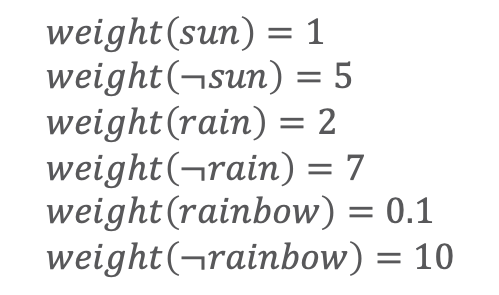 weight(sun) = 1
weight(¬sun) = 5
weight(rain) = 2
weight(¬rain) = 7
weight(rainbow) = 0.1
weight(¬rainbow) = 10